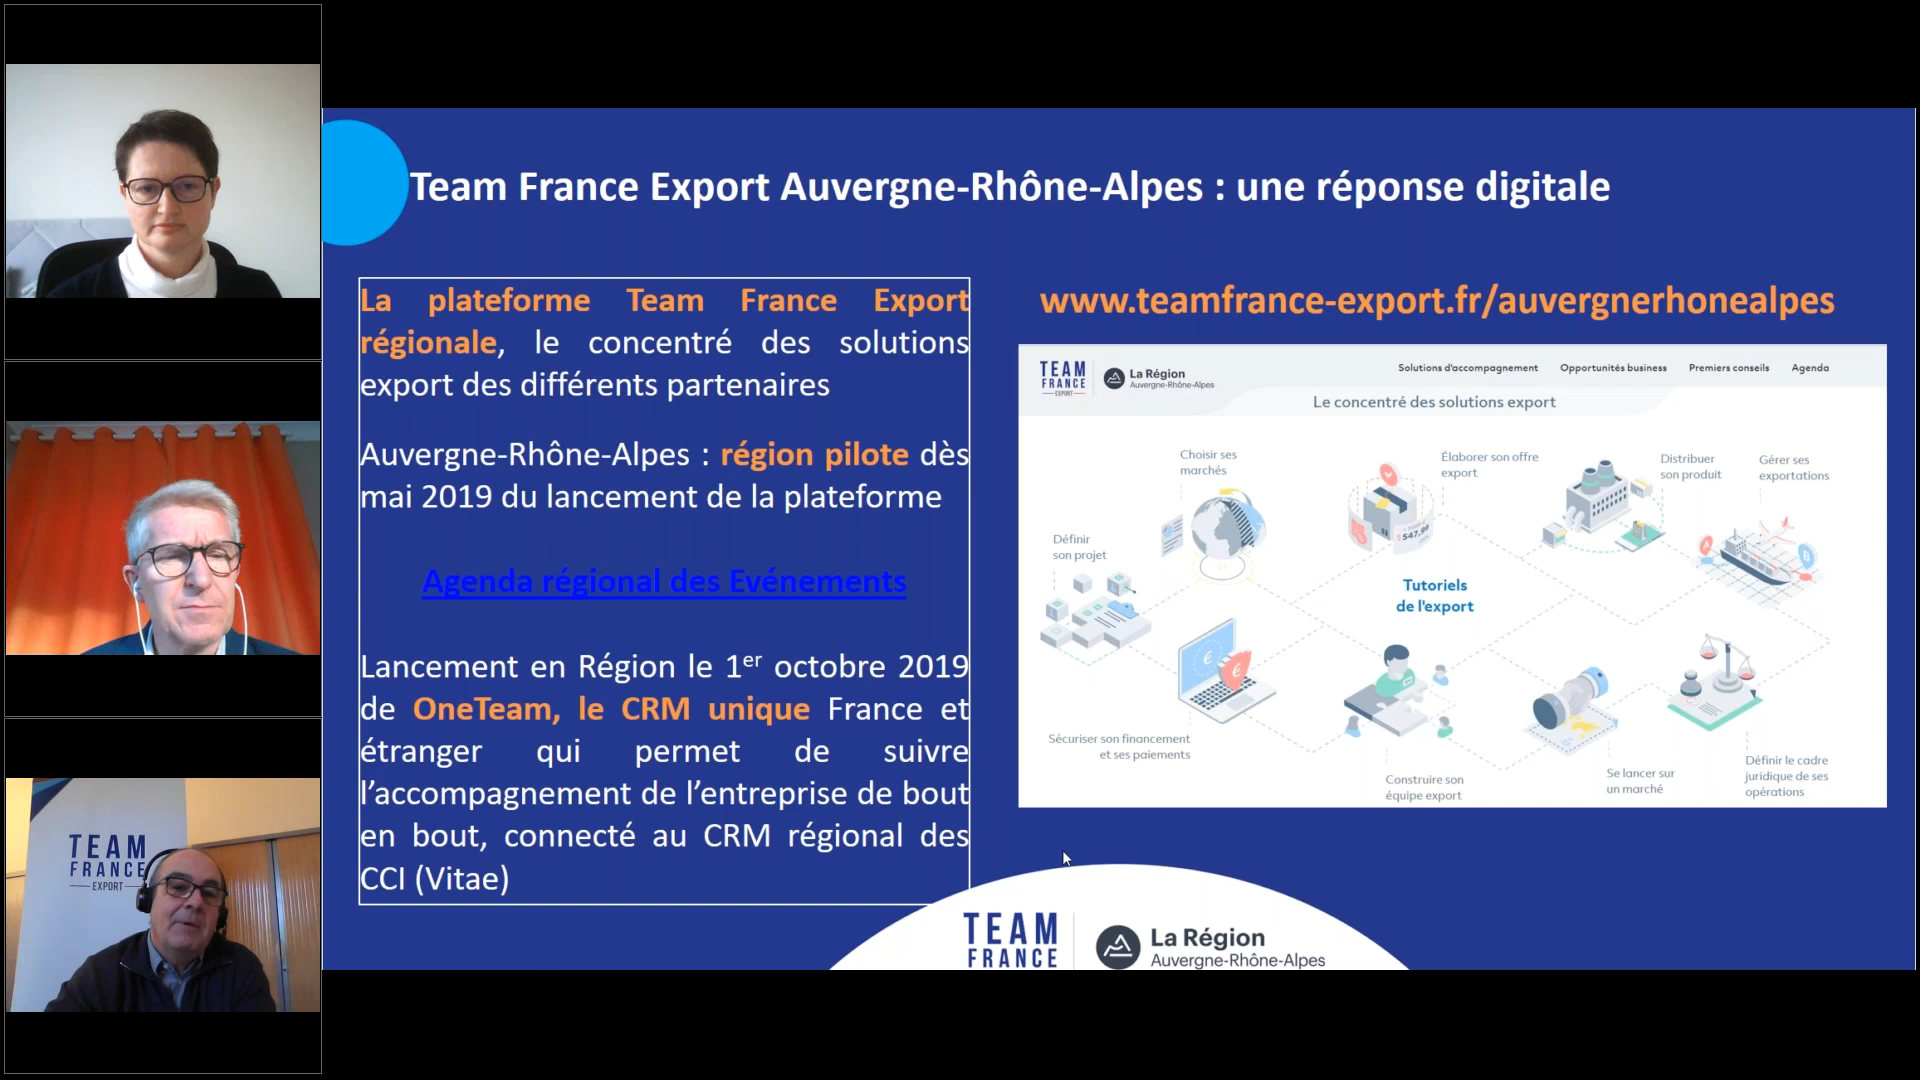 Team France Export Auvergne-Rhône-Alpes : une réponse digitale
La plateforme Team France Export
régionale, le concentré des solutions
export des différents partenaires
Auvergne-Rhône-Alpes : région pilote dès
mai 2019 du lancement de la plateforme
Agenda régional des Evénements
Lancement en Région le 1er octobre 2019
de OneTeam, le CRM unique France et
étranger qui permet de suivre
l’accompagnement de l’entreprise de bout
en bout, connecté au CRM régional des
CCI (Vitae)
www.teamfrance-export.fr/auvergnerhonealpes
TEAM
FRANCE
EXPORT
La Région
Auvergne-Rhône-Alpes
Solutions d'accompagnement
Opportunités business
Premiers conseils
Agenda
Le concentré des solutions export
Choisir ses
marchés
Élaborer son offre
export
Distribuer
son produit
Gérer ses
exportations
Définir
son projet
547,99
A
B
Tutoriels
de l'export
€
€
Sécuriser son financement
et ses paiements
Construire son
équipe export
Se lancer sur
un marché
Définir le cadre
juridique de ses
opérations
TEAM
FRANCE
La Région
Auvergne-Rhône-Alpes
TEAM
FRANCE
EXPORT